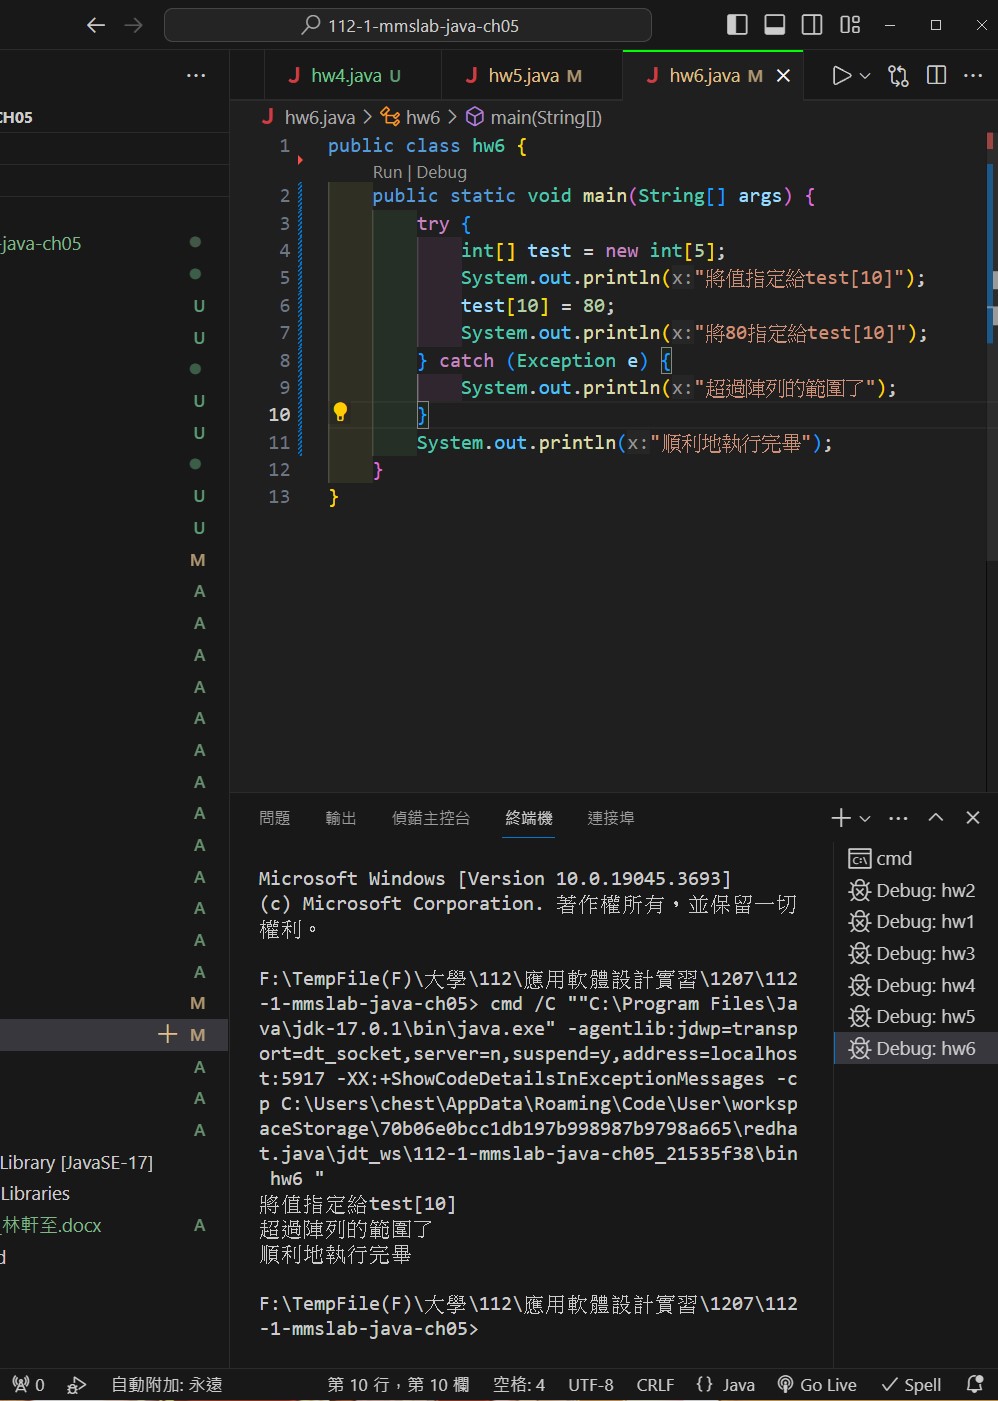 112-1-mmslab-java-ch05
hw4.java U
hw5.java M
hw6.java M
CH05
hw6.java > hw6 > main(String[])
1 public class hw6 {
Run | Debug
2 public static void main(String[] args) {
3 try {
4 int[] test = new int[5];
5 System.out.println(x:"將值指定給test[10]");
6 test[10] = 80;
7 System.out.println(x:"將80指定給test[10]");
8 } catch (Exception e) {
9 System.out.println(x:"超過陣列的範圍了");
10 }
11 System.out.println(x:"順利地執行完畢");
12 }
13 }
-java-ch05
U
U
U
U
U
U
M
A
A
A
A
A
A
A
A
A
A
A
A
A
M
M
A
A
A
Library [JavaSE-17]
Libraries
_林軒至.docx A
d
問題 輸出 偵錯主控台 終端機 連接埠
Microsoft Windows [Version 10.0.19045.3693]
(c) Microsoft Corporation. 著作權所有，並保留一切
權利。
F:\TempFile(F)\大學\112\應用軟體設計實習\1207\112
-1-mmslab-java-ch05> cmd /C ""C:\Program Files\Ja
va\jdk-17.0.1\bin\java.exe" -agentlib:jdwp=transp
ort=dt_socket,server=n,suspend=y,address=localhos
t:5917 -XX:+ShowCodeDetailsInExceptionMessages -c
p C:\Users\chest\AppData\Roaming\Code\User\worksp
aceStorage\70b06e0bcc1db197b998987b9798a665\redha
t.java\jdt_ws\112-1-mmslab-java-ch05_21535f38\bin
hw6 "
將值指定給test[10]
超過陣列的範圍了
順利地執行完畢
F:\TempFile(F)\大學\112\應用軟體設計實習\1207\112
-1-mmslab-java-ch05>
cmd
Debug: hw2
Debug: hw1
Debug: hw3
Debug: hw4
Debug: hw5
Debug: hw6
0 自動附加: 永遠 第 10 行，第 10 欄 空格: 4 UTF-8 CRLF {} Java Go Live Spell